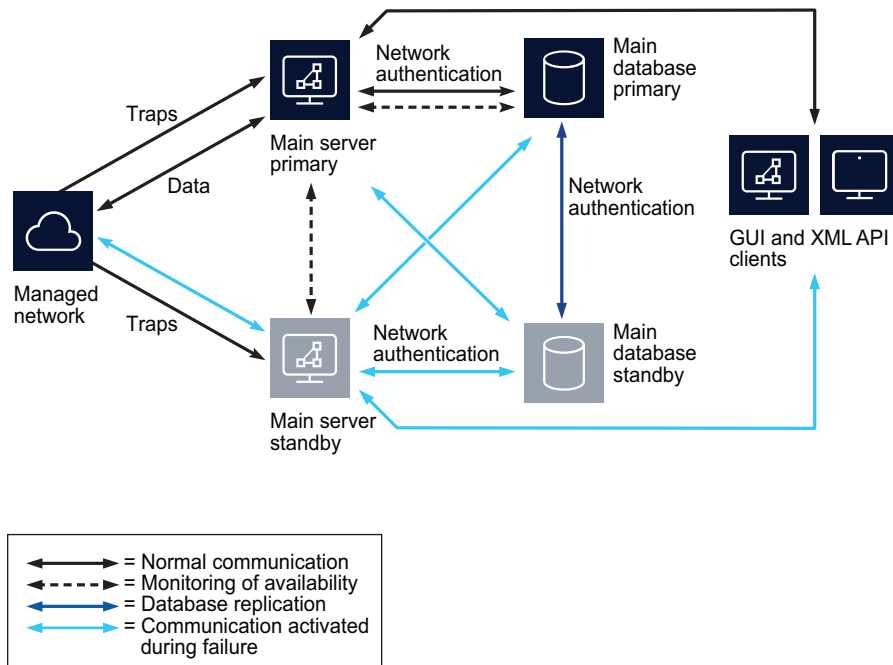 Network
authentication
Main
database
primary
Traps
Main server
primary
Data
Network
authentication
GUI and XML API
clients
Managed
network
Traps
Network
authentication
Main
database
standby
Main server
standby
= Normal communication
= Monitoring of availability
= Database replication
= Communication activated
during failure